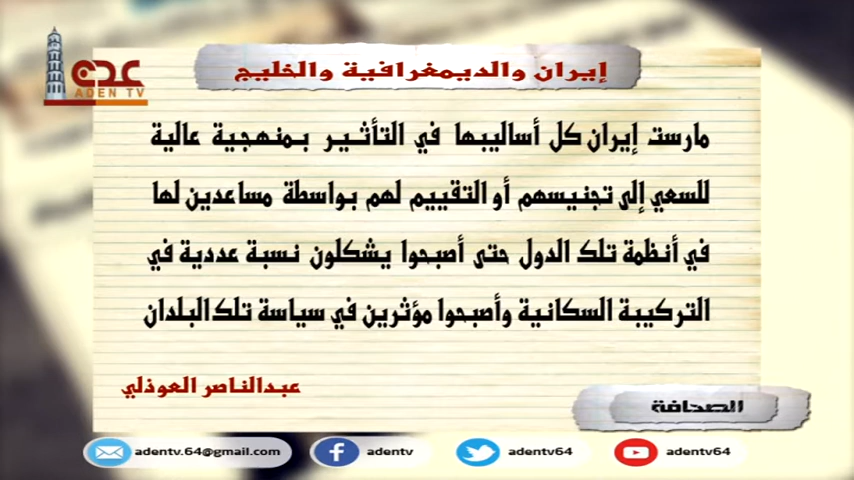 عدن
ADEN TV
إيران والديمغرافية والخليج
مارست إيران كل أساليبها في التأثير بمنهجية عالية
للسعي إلى تجنيسهم أو التقييم لهم بواسطة مساعدين لها
في أنظمة تلك الدول حتى أصبحوا يشكلون نسبة عددية في
التركيبة السكانية وأصبحوا مؤثرين في سياسة تلك البلدان
عبدالناصر العوذلي
الصحافة
adentv.64@gmail.com
adentv
adentv64
adentv64